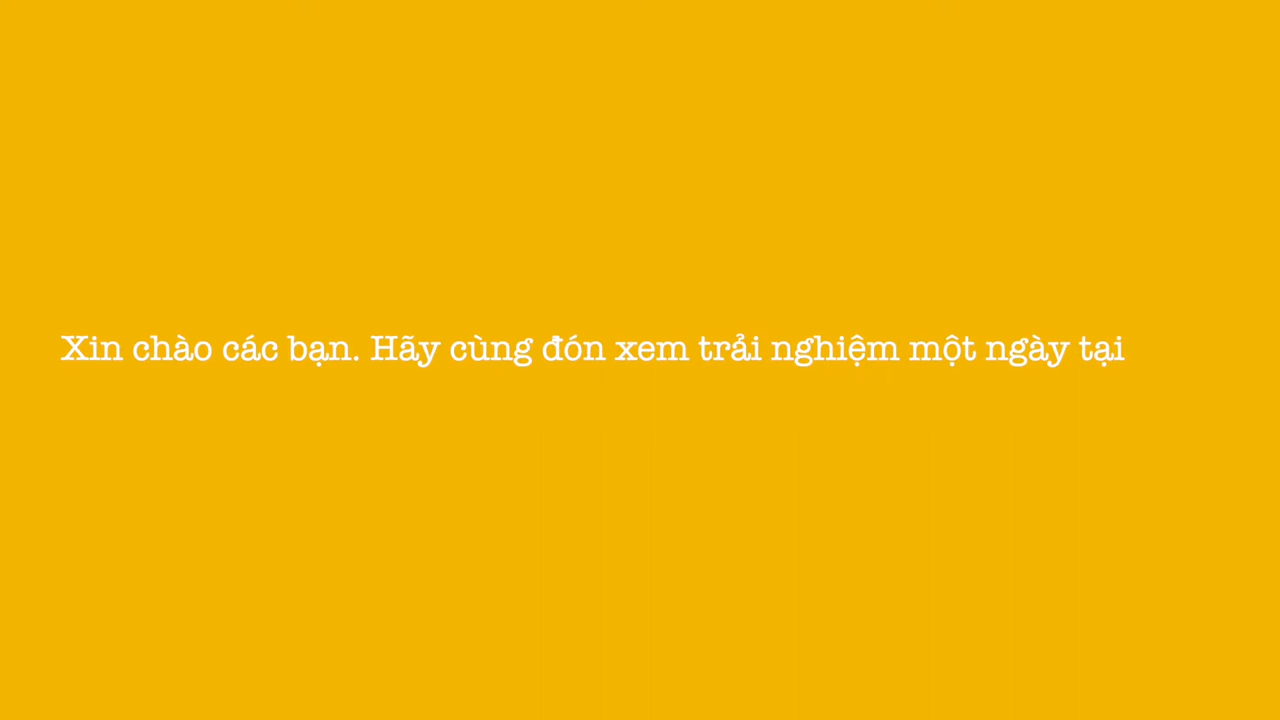 Xin chào các bạn. Hãy cùng đón xem trải nghiệm một ngày tại